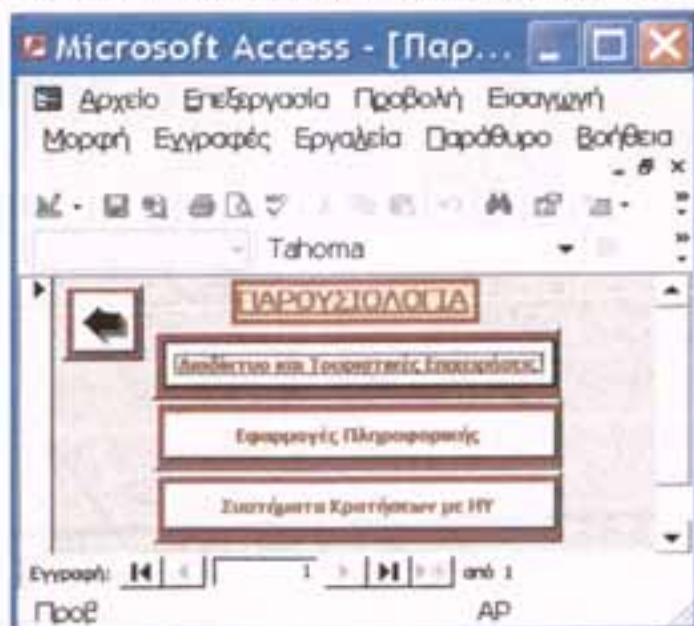 Microsoft Access - [Παρ...
Αρχείο Επεξεργασία Προβολή Εισαγωγή
Μορφή Εγγραφές Εργαλεία Παράθυρο Βοήθεια
Tahoma
ΠΑΡΟΥΣΙΟΛΟΓΙΑ
Διαδίκτυο και Τουριστικές Επιχειρήσεις
Εφαρμογές Πληροφορικής
Συστήματα Κρατήσεων με ΗΥ
Εγγραφή: 1 από 1
Προβ ΑΡ